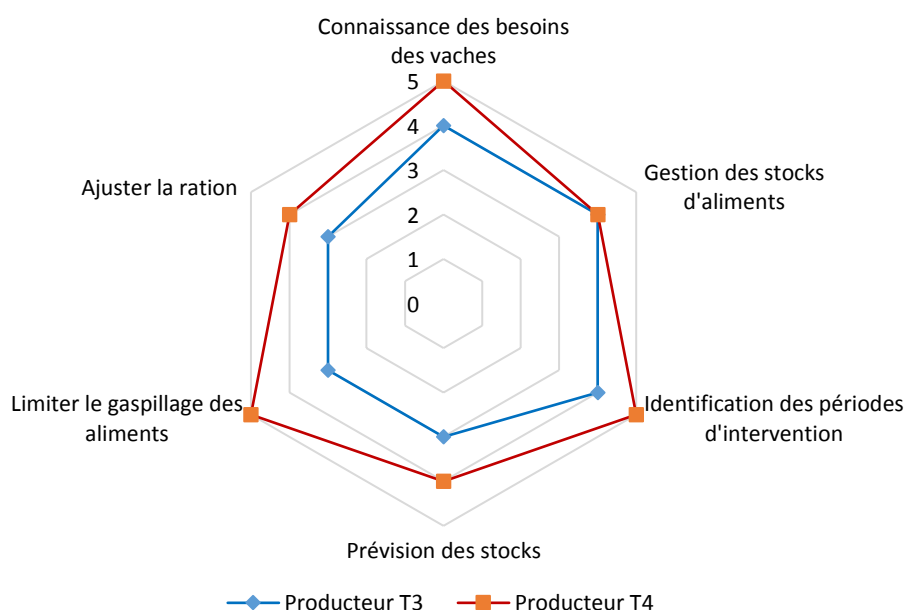 Connaissance des besoins
des vaches
5
4
3
2
1
0
Gestion des stocks
d'aliments
Identification des périodes
d'intervention
Prévision des stocks
Limiter le gaspillage des
aliments
Ajuster la ration
Producteur T3
Producteur T4